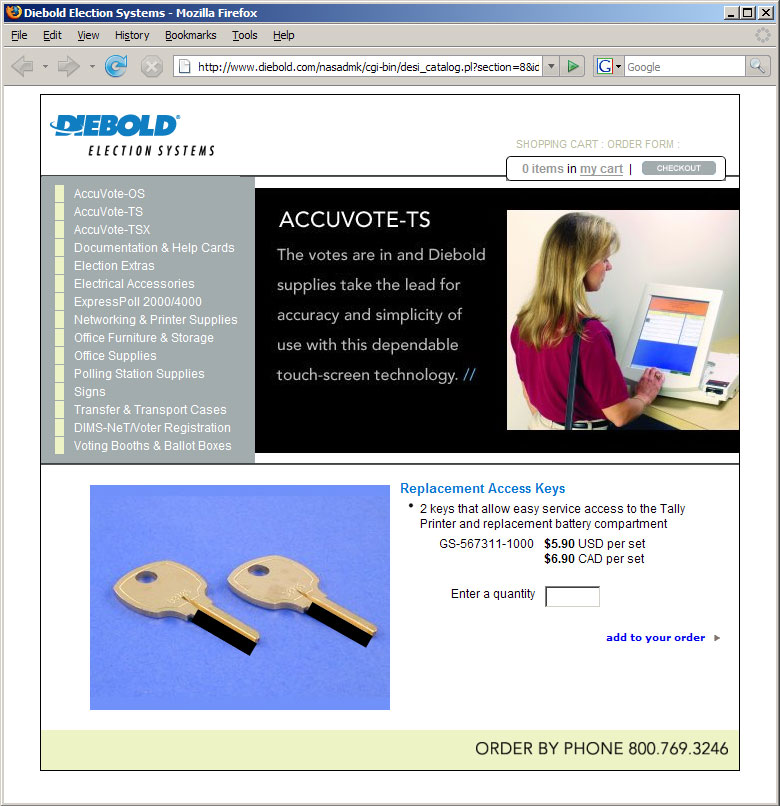 Diebold Election Systems - Mozilla Firefox
File Edit View History Bookmarks Tools Help
http://www.diebold.com/nasadmk/cgi-bin/desi_catalog.pl?section=8&id
G Google
DIEBOLD®
ELECTION SYSTEMS
SHOPPING CART : ORDER FORM :
0 items in my cart | CHECKOUT
AccuVote-OS
AccuVote-TS
AccuVote-TSX
Documentation & Help Cards
Election Extras
Electrical Accessories
ExpressPoll 2000/4000
Networking & Printer Supplies
Office Furniture & Storage
Office Supplies
Polling Station Supplies
Signs
Transfer & Transport Cases
DIMS-NeT/Voter Registration
Voting Booths & Ballot Boxes
ACCUVOTE-TS
The votes are in and Diebold
supplies take the lead for
accuracy and simplicity of
use with this dependable
touch-screen technology. //
Replacement Access Keys
• 2 keys that allow easy service access to the Tally
Printer and replacement battery compartment
GS-567311-1000 $5.90 USD per set
$6.90 CAD per set
Enter a quantity
add to your order
ORDER BY PHONE 800.769.3246